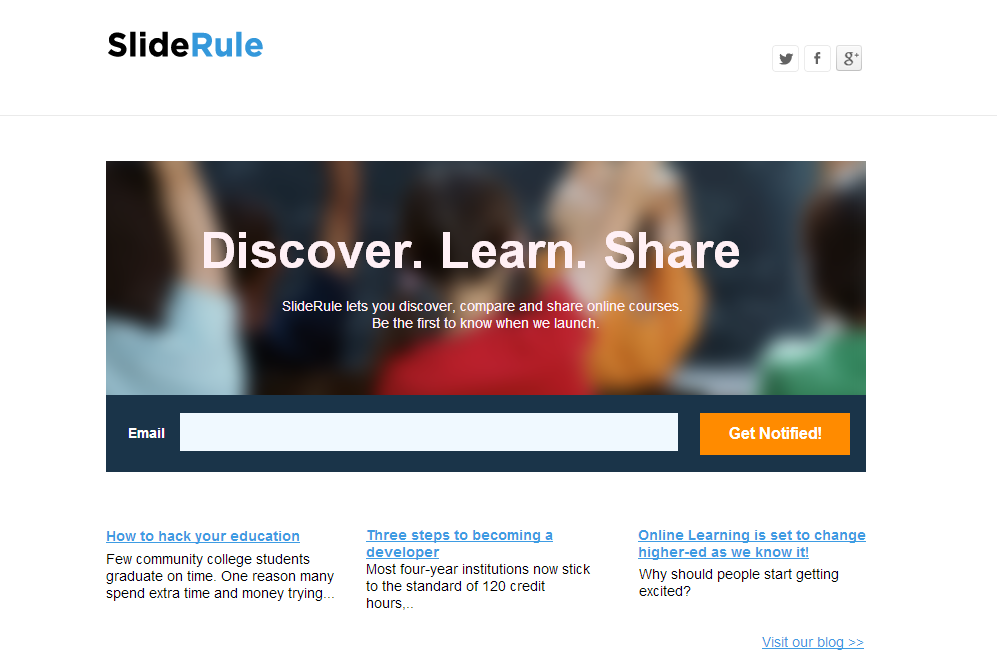 SlideRule
Discover. Learn. Share
SlideRule lets you discover, compare and share online courses.
Be the first to know when we launch.
Email
Get Notified!
How to hack your education
Few community college students
graduate on time. One reason many
spend extra time and money trying...
Three steps to becoming a
developer
Most four-year institutions now stick
to the standard of 120 credit
hours,..
Online Learning is set to change
higher-ed as we know it!
Why should people start getting
excited?
Visit our blog >>